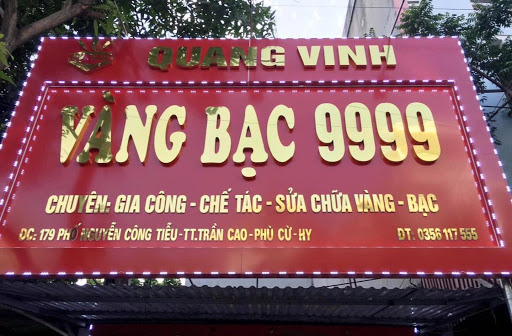 QUANG VINH
VÀNG BẠC 9999
CHUYÊN: GIA CÔNG - CHẾ TÁC - SỬA CHỮA VÀNG - BẠC
ĐC: 179 PHỐ NGUYỄN CÔNG TIỄU-TT.TRẦN CAO-PHÙ CỪ-HY ĐT: 0356 117 555